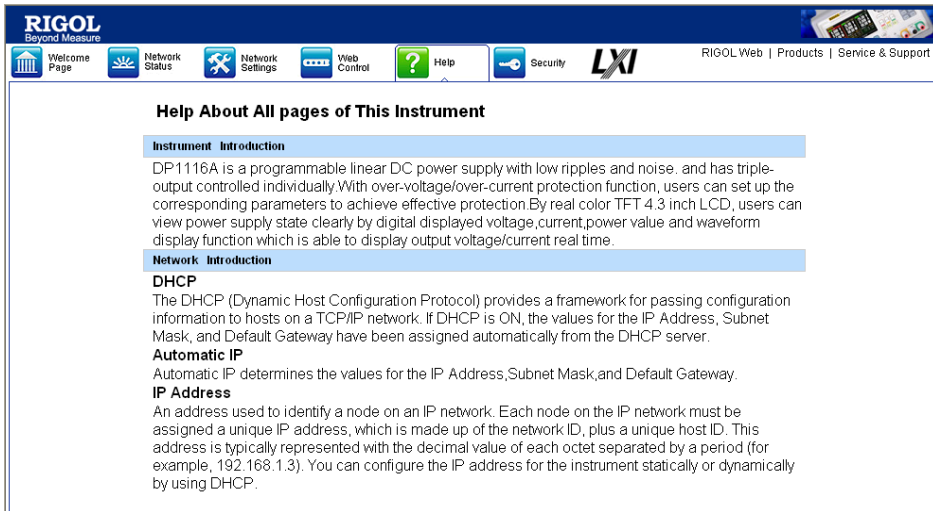 RIGOL
Beyond Measure
Welcome Page
Network Status
Network Settings
Web Control
Help
Security
LXI
RIGOL Web | Products | Service & Support
Help About All pages of This Instrument
Instrument Introduction
DP1116A is a programmable linear DC power supply with low ripples and noise. and has triple-
output controlled individually.With over-voltage/over-current protection function, users can set up the
corresponding parameters to achieve effective protection.By real color TFT 4.3 inch LCD, users can
view power supply state clearly by digital displayed voltage,current,power value and waveform
display function which is able to display output voltage/current real time.
Network Introduction
DHCP
The DHCP (Dynamic Host Configuration Protocol) provides a framework for passing configuration
information to hosts on a TCP/IP network. If DHCP is ON, the values for the IP Address, Subnet
Mask, and Default Gateway have been assigned automatically from the DHCP server.
Automatic IP
Automatic IP determines the values for the IP Address,Subnet Mask,and Default Gateway.
IP Address
An address used to identify a node on an IP network. Each node on the IP network must be
assigned a unique IP address, which is made up of the network ID, plus a unique host ID. This
address is typically represented with the decimal value of each octet separated by a period (for
example, 192.168.1.3). You can configure the IP address for the instrument statically or dynamically
by using DHCP.